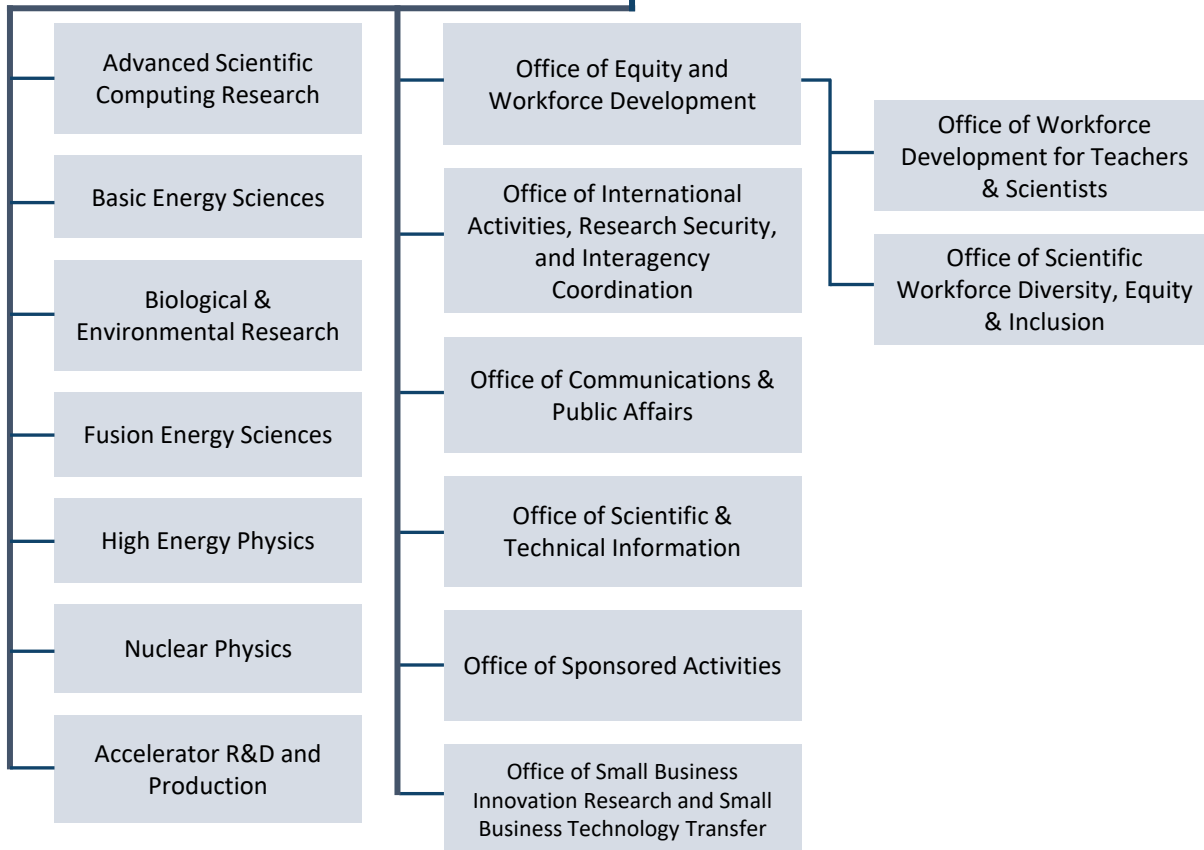 Advanced Scientific
Computing Research
Basic Energy Sciences
Biological &
Environmental Research
Fusion Energy Sciences
High Energy Physics
Nuclear Physics
Accelerator R&D and
Production
Office of Equity and
Workforce Development
Office of International
Activities, Research Security,
and Interagency
Coordination
Office of Communications &
Public Affairs
Office of Scientific &
Technical Information
Office of Sponsored Activities
Office of Small Business
Innovation Research and Small
Business Technology Transfer
Office of Workforce
Development for Teachers
& Scientists
Office of Scientific
Workforce Diversity, Equity
& Inclusion